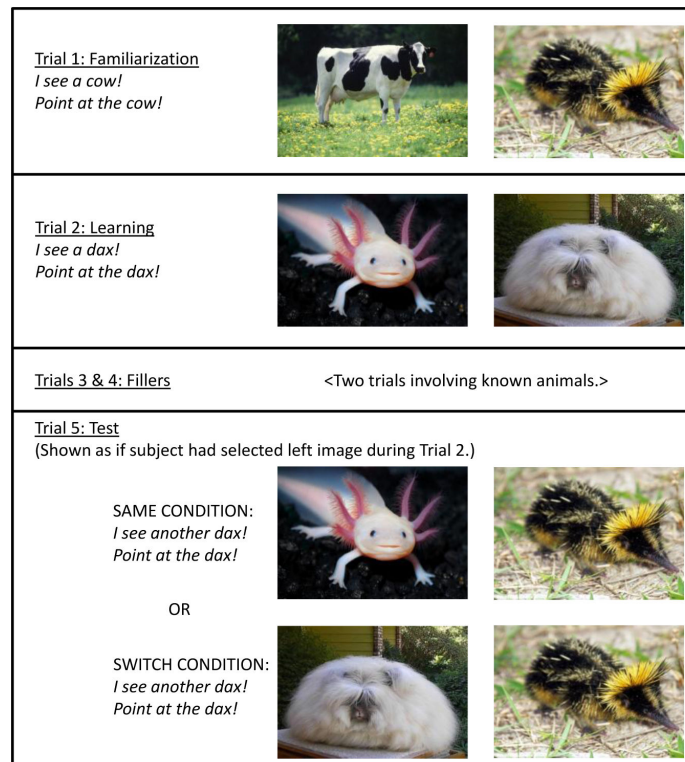 Trial 1: Familiarization
I see a cow!
Point at the cow!
Trial 2: Learning
I see a dax!
Point at the dax!
Trials 3 & 4: Fillers
<Two trials involving known animals.>
Trial 5: Test
(Shown as if subject had selected left image during Trial 2.)
SAME CONDITION:
I see another dax!
Point at the dax!
OR
SWITCH CONDITION:
I see another dax!
Point at the dax!